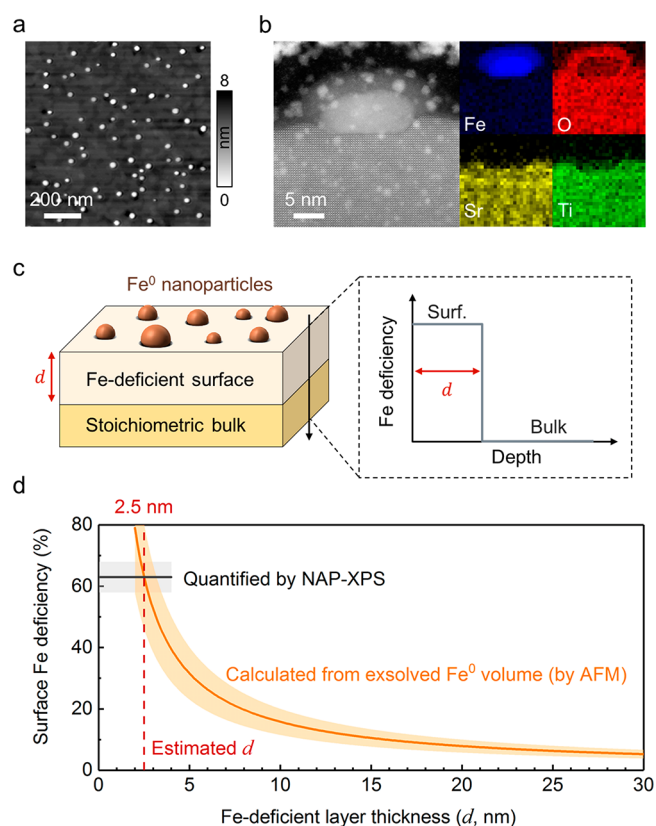 a
8
nm
0
200 nm
b
Fe
O
Sr
Ti
5 nm
c
Fe⁰ nanoparticles
d
Fe-deficient surface
Stoichiometric bulk
Fe deficiency
Surf.
d
Bulk
Depth
d
2.5 nm
80
60
40
20
0
Surface Fe deficiency (%)
Quantified by NAP-XPS
Calculated from exsolved Fe⁰ volume (by AFM)
Estimated d
0 5 10 15 20 25 30
Fe-deficient layer thickness (d, nm)